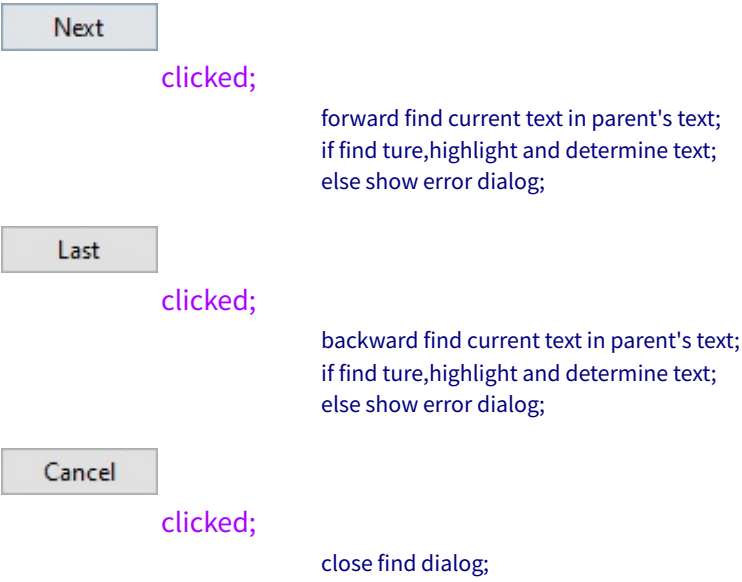 Next
clicked;
forward find current text in parent's text;
if find ture,highlight and determine text;
else show error dialog;
Last
clicked;
backward find current text in parent's text;
if find ture,highlight and determine text;
else show error dialog;
Cancel
clicked;
close find dialog;